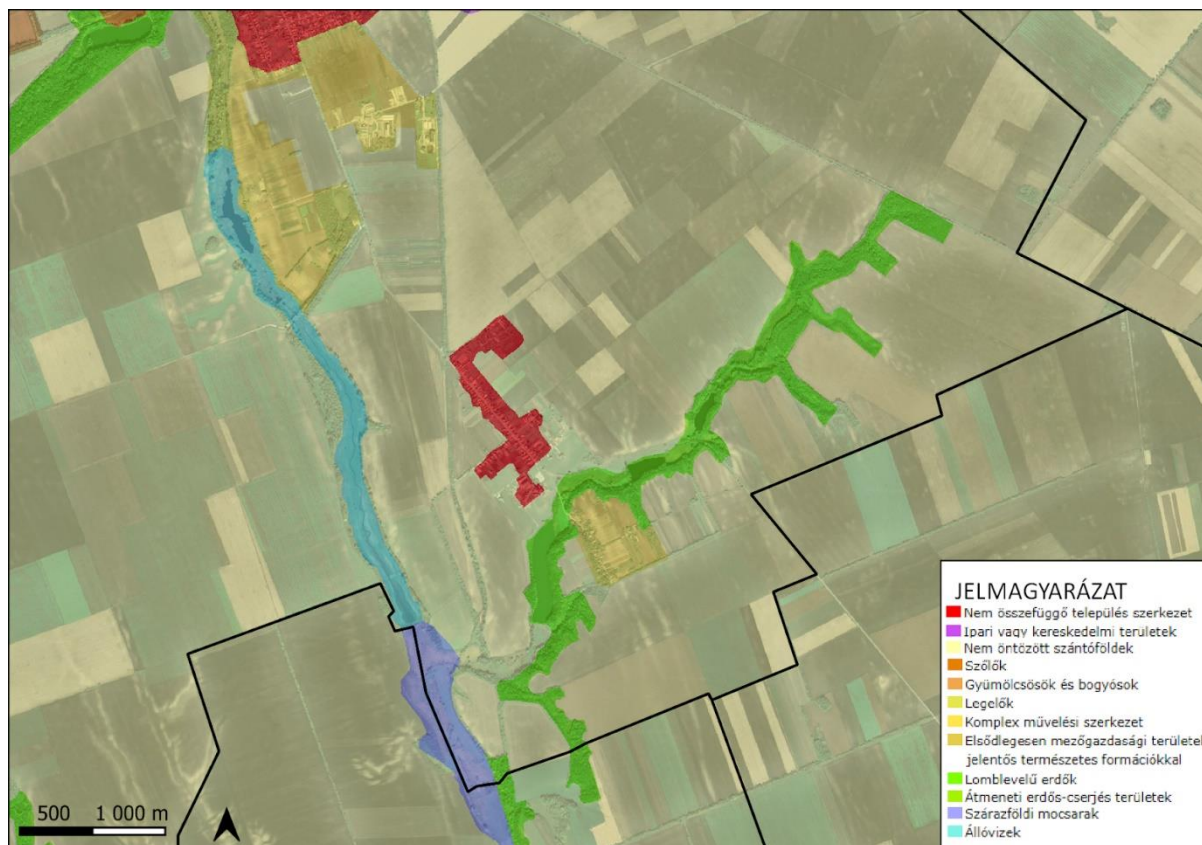 JELMAGYARÁZAT
Nem összefüggő település szerkezet
Ipari vagy kereskedelmi területek
Nem öntözött szántóföldek
Szőlők
Gyümölcsösök és bogyósok
Legelők
Komplex művelési szerkezet
Elsődlegesen mezőgazdasági területek
jelentős természetes formációkkal
Lomblevelű erdők
Átmeneti erdős-cserjés területek
Szárazföldi mocsarak
Állóvizek
500 1 000 m